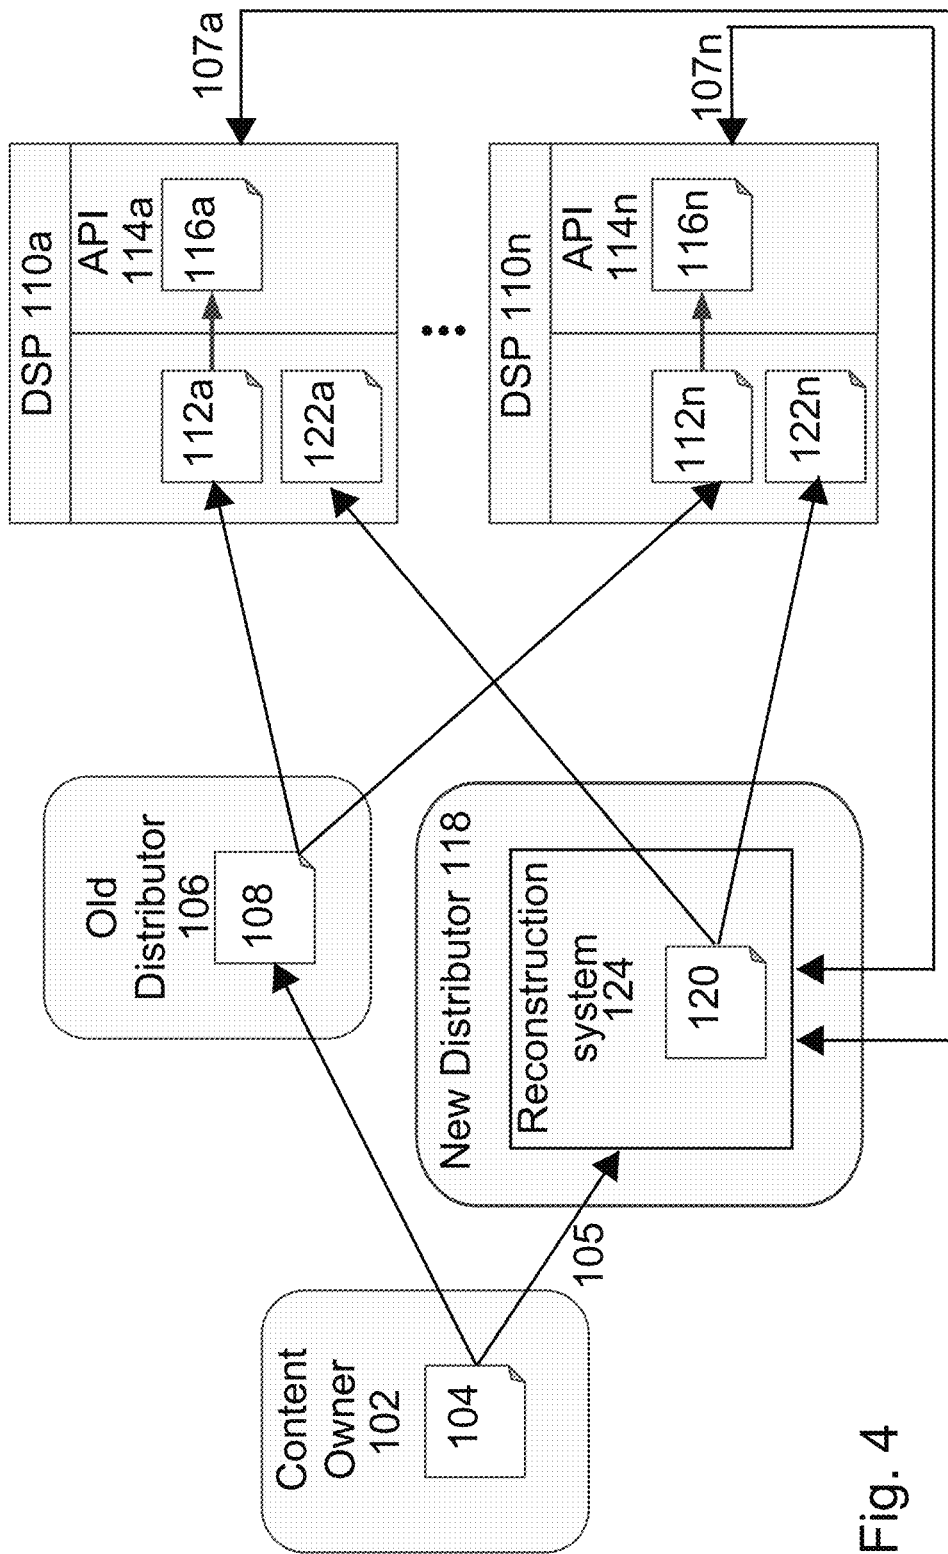 Content
Owner
102
104
105
Old
Distributor
106
108
New Distributor 118
Reconstruction
system
124
120
DSP 110a
API
114a
112a
116a
122a
107a
DSP 110n
API
114n
112n
116n
122n
107n
Fig. 4